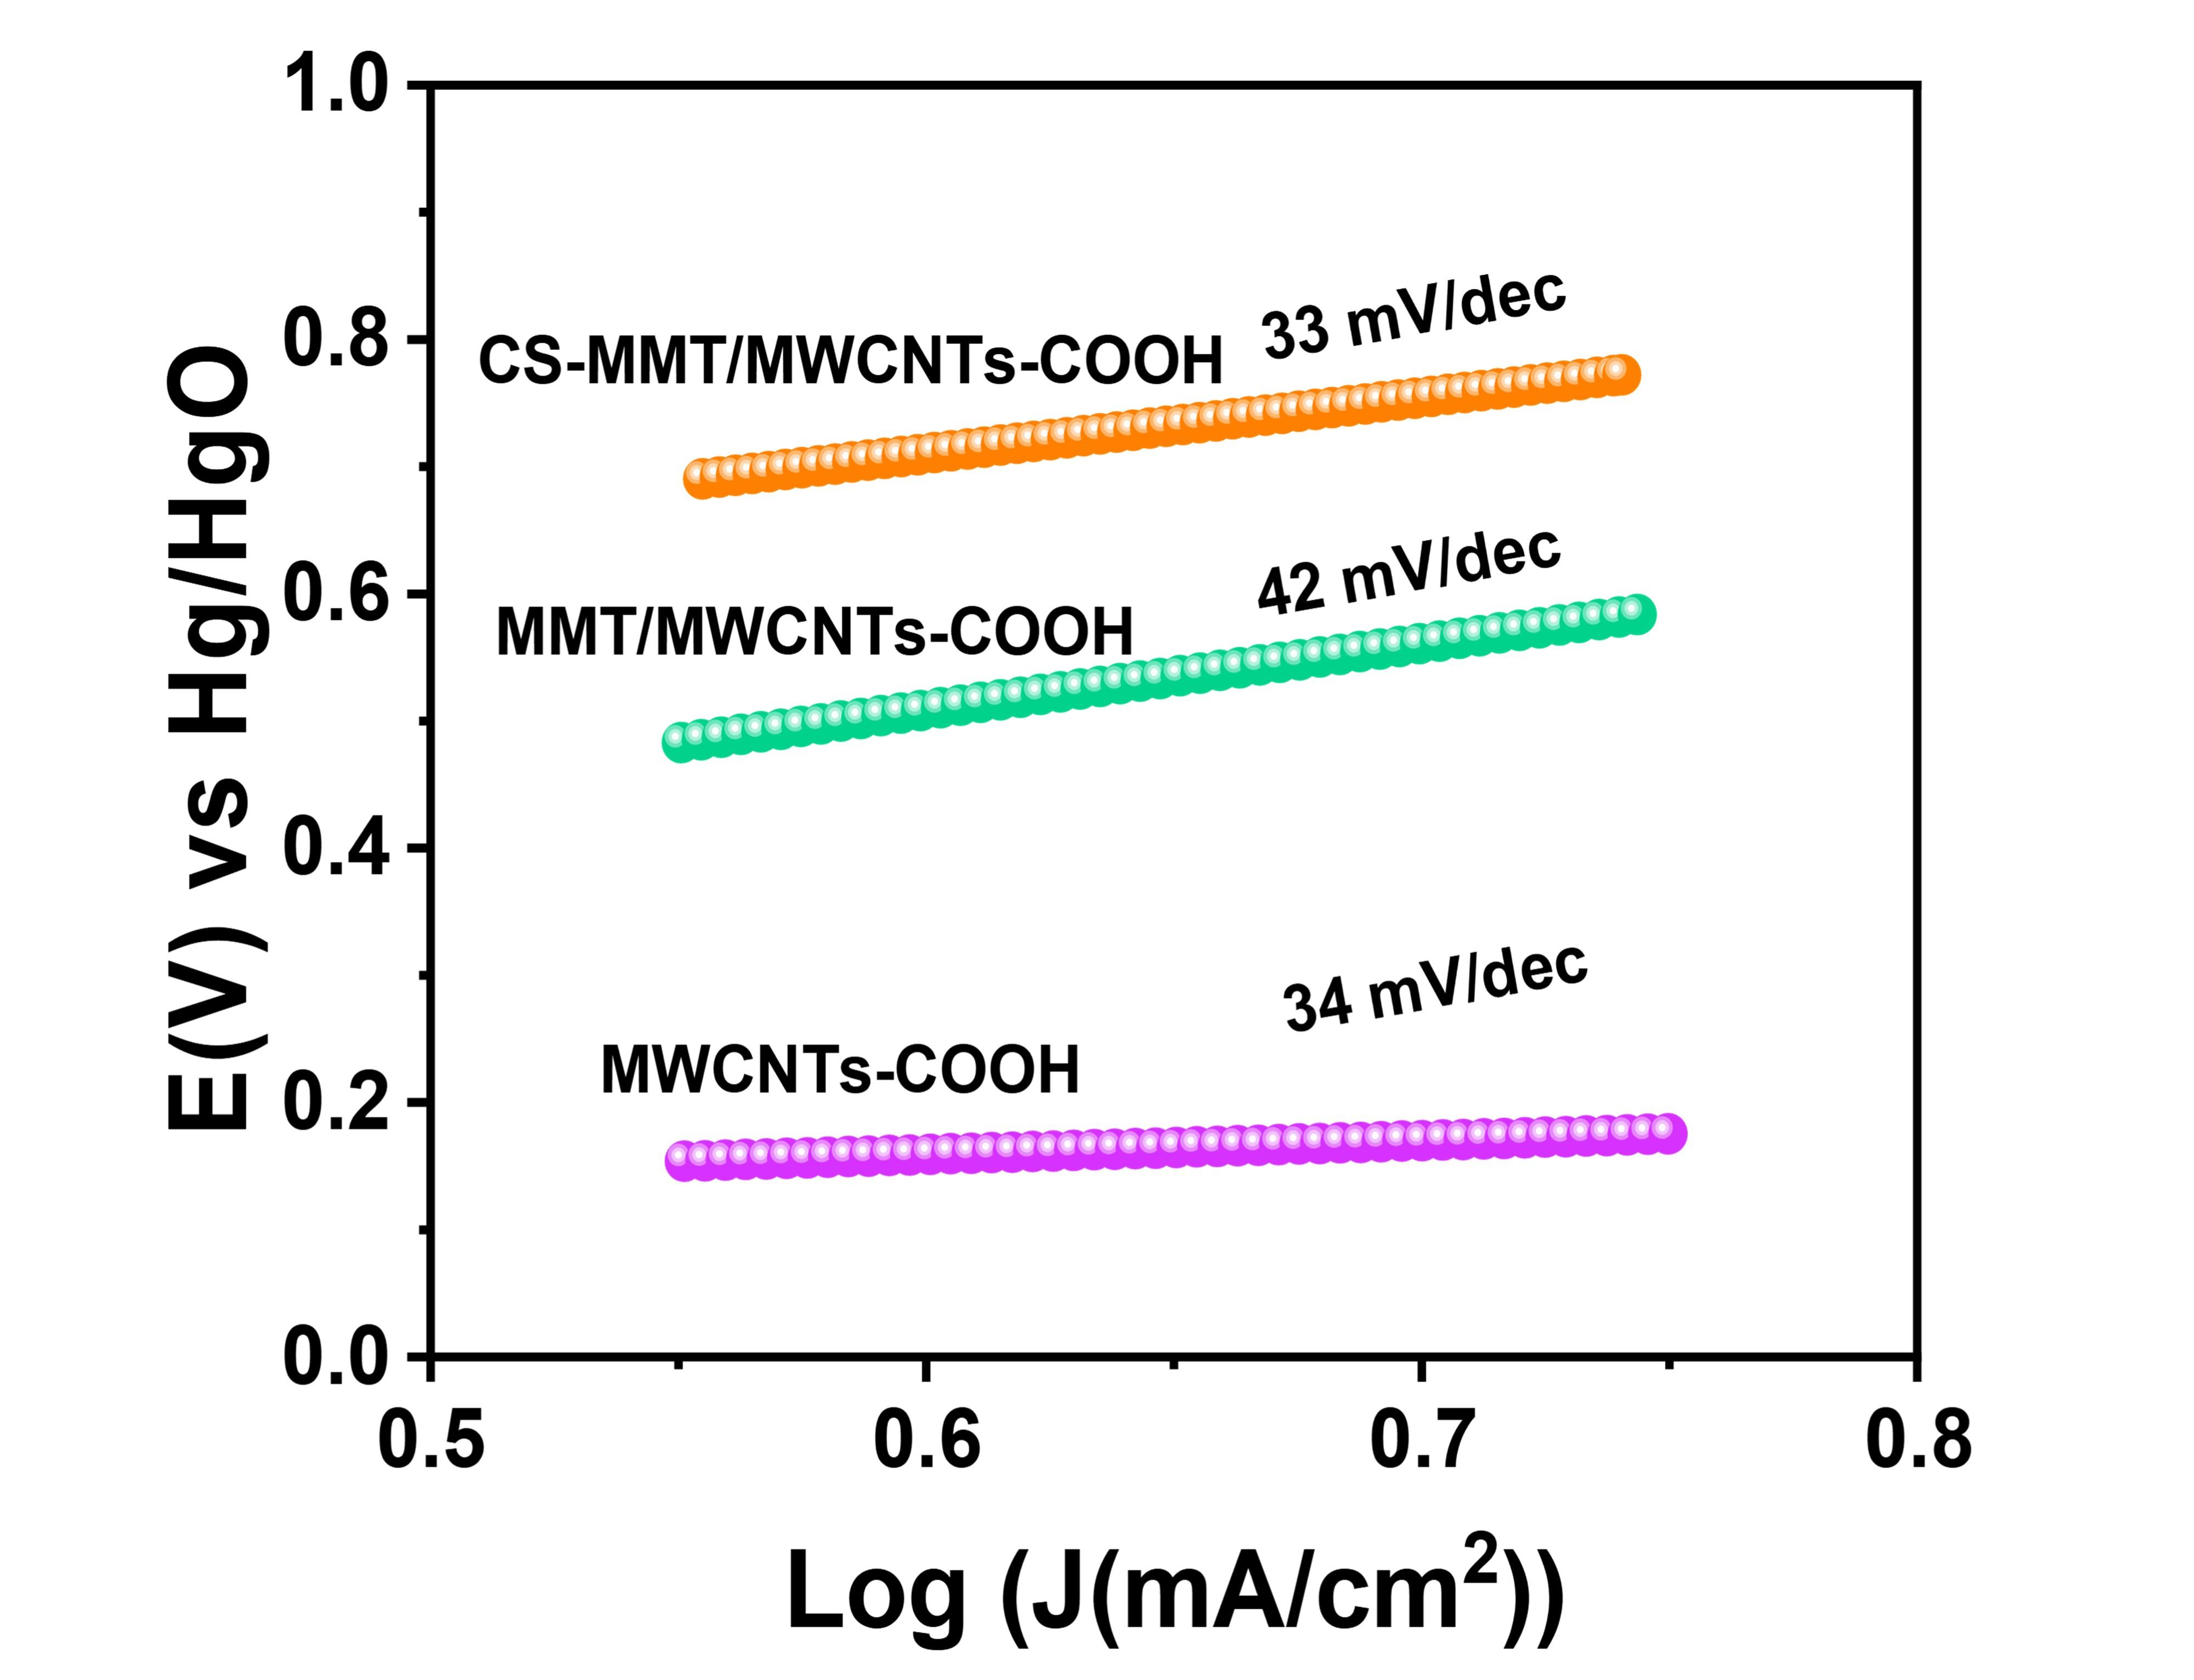 1.0
0.8
0.6
0.4
0.2
0.0
E(V) vs Hg/HgO
CS-MMT/MWCNTs-COOH
33 mV/dec
MMT/MWCNTs-COOH
42 mV/dec
MWCNTs-COOH
34 mV/dec
0.5 0.6 0.7 0.8
Log (J(mA/cm²))